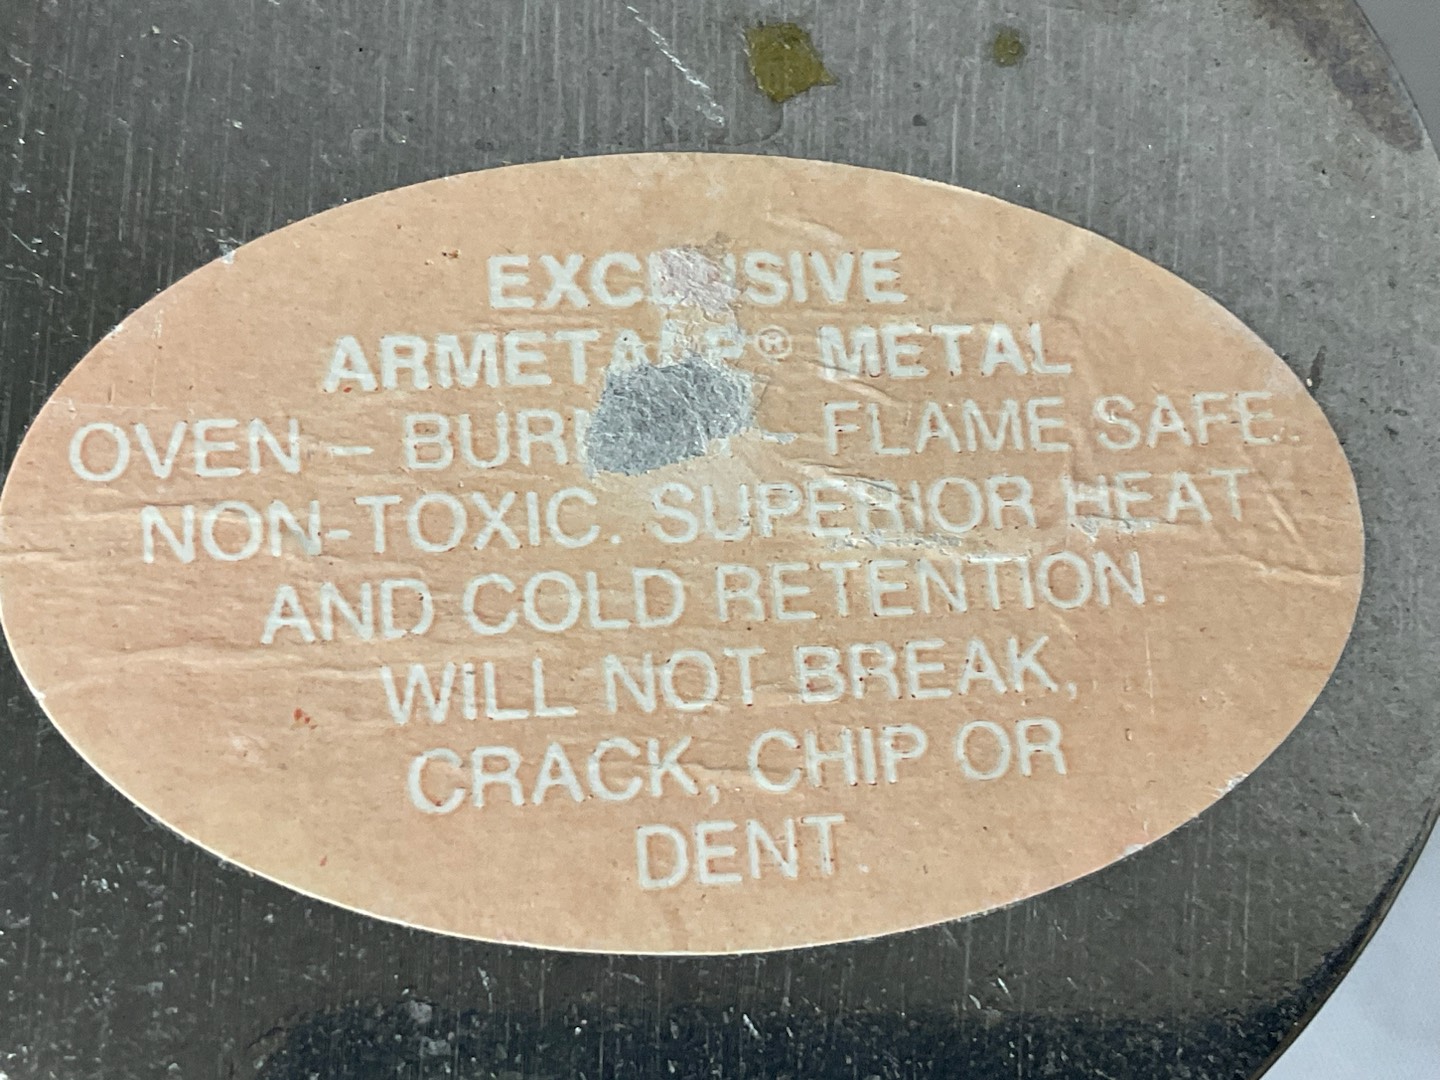 EXCLUSIVE
ARMETALE® METAL
OVEN – FLAME SAFE.
NON-TOXIC. SUPERIOR HEAT
AND COLD RETENTION.
WILL NOT BREAK,
CRACK, CHIP OR
DENT.